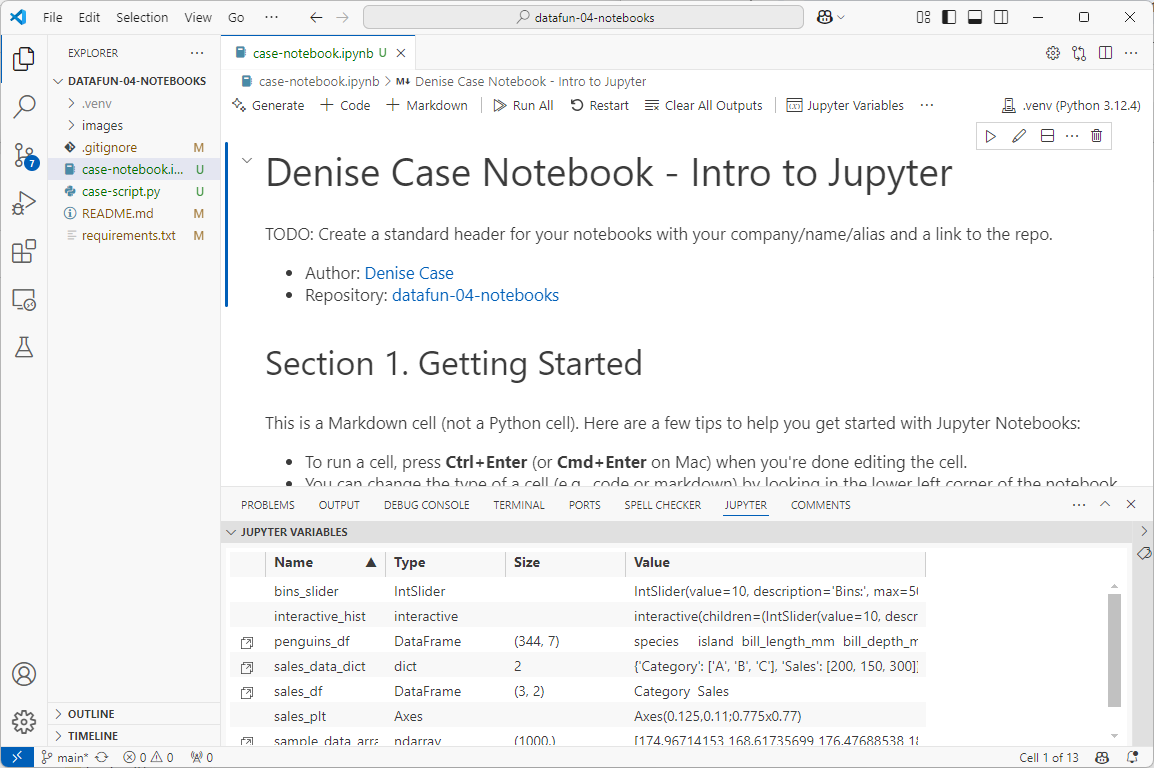 File Edit Selection View Go ··· datafun-04-notebooks
EXPLORER ···
DATAFUN-04-NOTEBOOKS
.venv
images
.gitignore M
case-notebook.i... U
case-script.py U
README.md M
requirements.txt M
7
OUTLINE
TIMELINE
case-notebook.ipynb U
case-notebook.ipynb > M↓ Denise Case Notebook - Intro to Jupyter
Generate + Code + Markdown Run All Restart Clear All Outputs Jupyter Variables ··· .venv (Python 3.12.4)
Denise Case Notebook - Intro to Jupyter
TODO: Create a standard header for your notebooks with your company/name/alias and a link to the repo.
• Author: Denise Case
• Repository: datafun-04-notebooks
Section 1. Getting Started
This is a Markdown cell (not a Python cell). Here are a few tips to help you get started with Jupyter Notebooks:
• To run a cell, press Ctrl+Enter (or Cmd+Enter on Mac) when you're done editing the cell.
• You can change the type of a cell (e.g., code or markdown) by looking in the lower left corner of the notebook
PROBLEMS OUTPUT DEBUG CONSOLE TERMINAL PORTS SPELL CHECKER JUPYTER COMMENTS ···
JUPYTER VARIABLES
Name ▲ Type Size Value
bins_slider IntSlider IntSlider(value=10, description='Bins:', max=50
interactive_hist interactive interactive(children=(IntSlider(value=10, descr
penguins_df DataFrame (344, 7) species island bill_length_mm bill_depth_m
sales_data_dict dict 2 {'Category': ['A', 'B', 'C'], 'Sales': [200, 150, 300]}
sales_df DataFrame (3, 2) Category Sales
sales_plt Axes Axes(0.125,0.11;0.775x0.77)
sample_data_arra ndarray (1000,) [174.96714153 168.61735699 176.47688538 18
main* 0 0 0 Cell 1 of 13